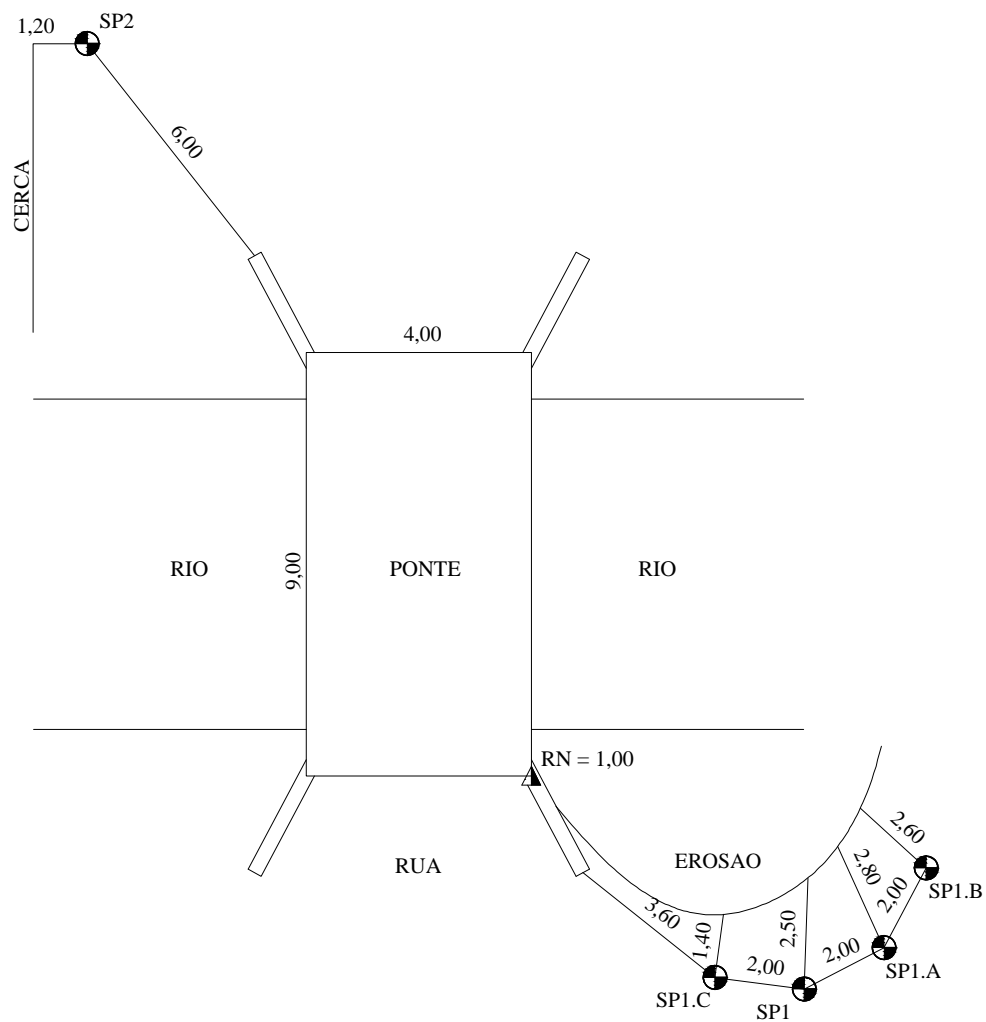 1,20
SP2
6,00
CERCA
4,00
RIO
9,00
PONTE
RIO
RN = 1,00
RUA
EROSAO
2,60
2,80
2,00
SP1.B
3,60
1,40
2,50
2,00
2,00
SP1.A
SP1.C
SP1